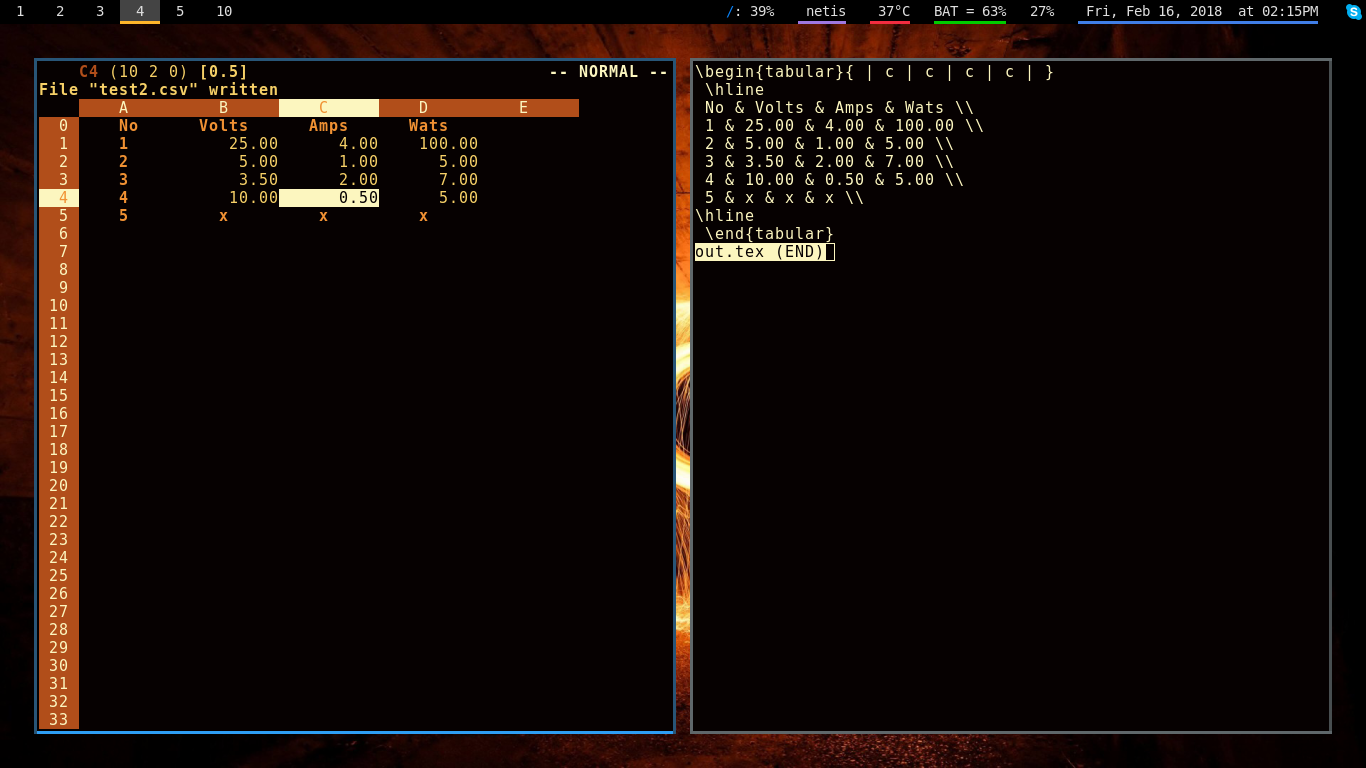 1 2 3 4 5 10 /: 39% netis 37°C BAT = 63% 27% Fri, Feb 16, 2018 at 02:15PM S
C4 (10 2 0) [0.5] -- NORMAL --
File "test2.csv" written
A B C D E
0 No Volts Amps Wats
1 1 25.00 4.00 100.00
2 2 5.00 1.00 5.00
3 3 3.50 2.00 7.00
4 4 10.00 0.50 5.00
5 5 x x x
6
7
8
9
10
11
12
13
14
15
16
17
18
19
20
21
22
23
24
25
26
27
28
29
30
31
32
33
\begin{tabular}{ | c | c | c | c | }
\hline
No & Volts & Amps & Wats \\
1 & 25.00 & 4.00 & 100.00 \\
2 & 5.00 & 1.00 & 5.00 \\
3 & 3.50 & 2.00 & 7.00 \\
4 & 10.00 & 0.50 & 5.00 \\
5 & x & x & x \\
\hline
\end{tabular}
out.tex (END)